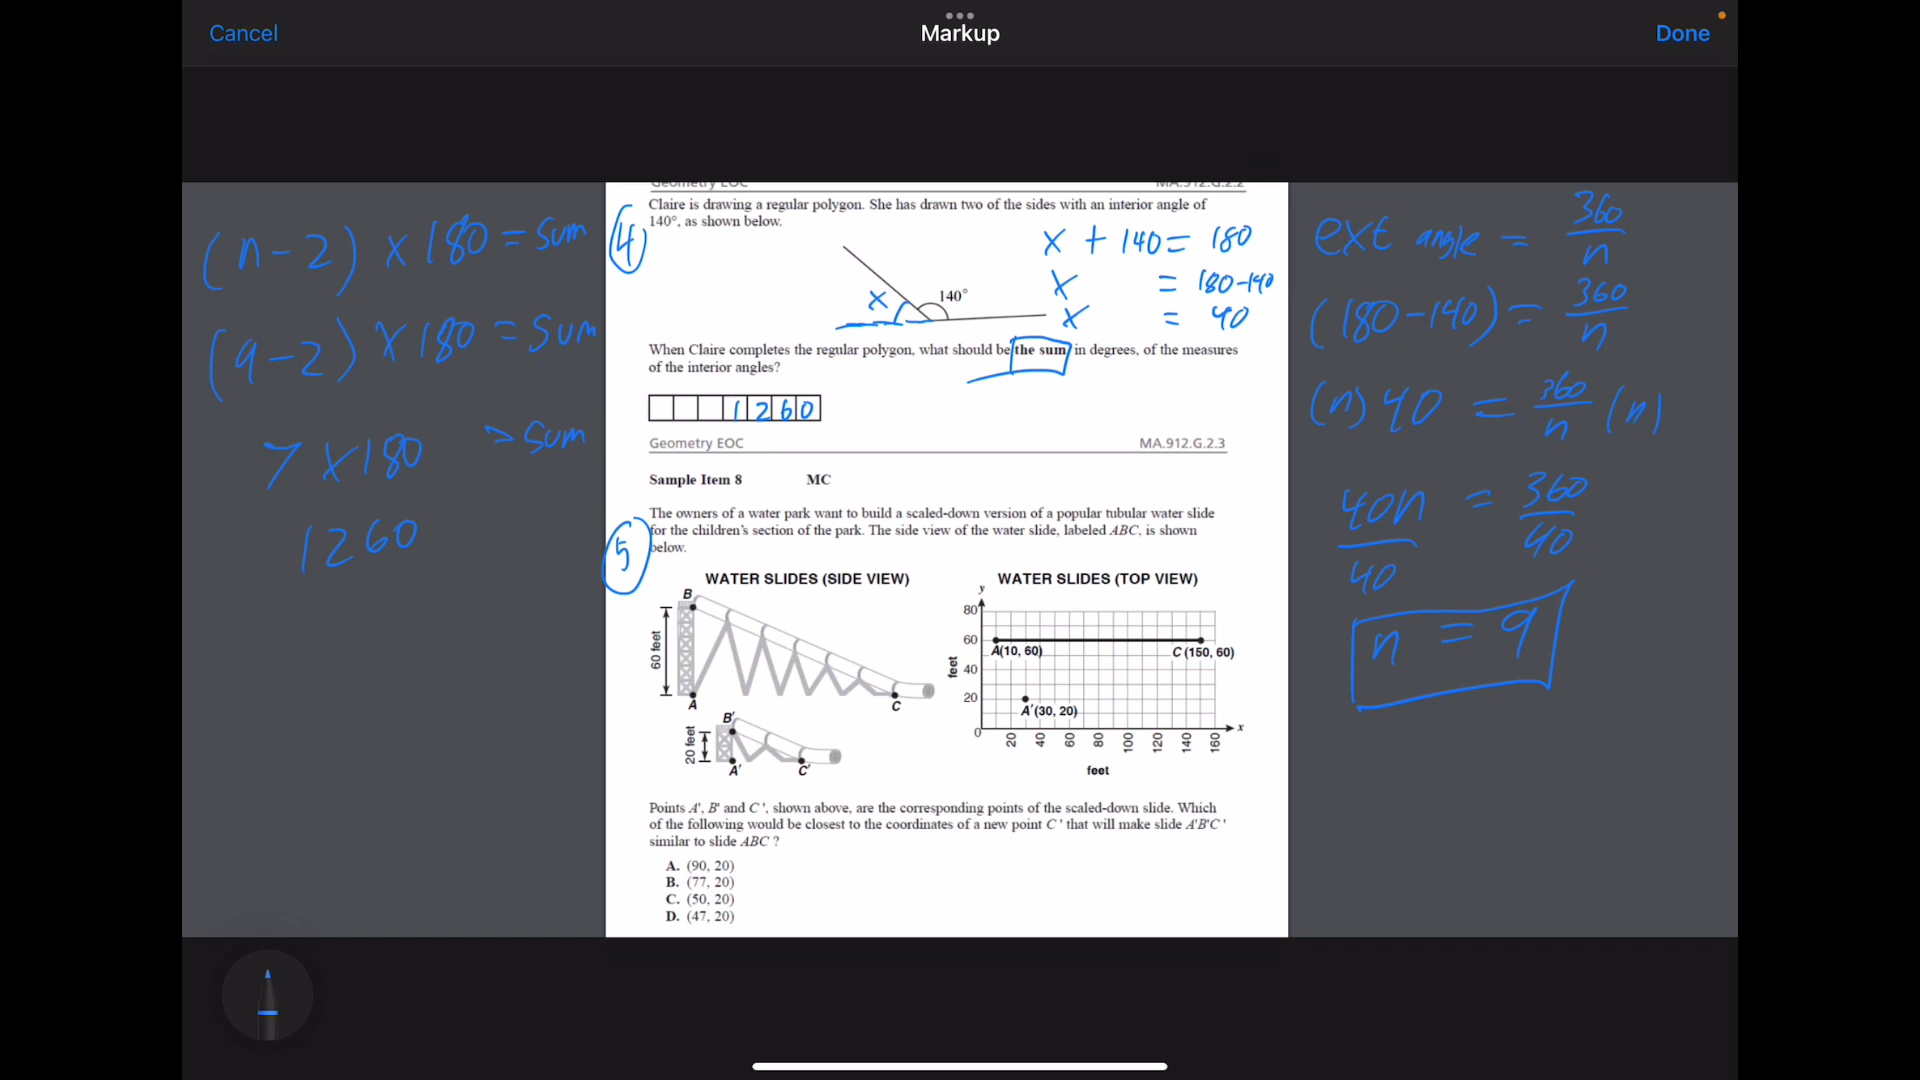 Cancel
Markup
Done
Geometry EOC
MA.912.G.2.2
Claire is drawing a regular polygon. She has drawn two of the sides with an interior angle of
140°, as shown below.
4
x + 140 = 180
x = 180-140
x = 40
x
140°
When Claire completes the regular polygon, what should be the sum, in degrees, of the measures
of the interior angles?
1 2 6 0
(n-2) x 180 = sum
(9-2) x 180 = sum
7 x 180 = sum
1260
ext angle = 360/n
(180-140) = 360/n
(n) 40 = 360/n (n)
40n/40 = 360/40
n = 9
Geometry EOC
MA.912.G.2.3
Sample Item 8 MC
5
The owners of a water park want to build a scaled-down version of a popular tubular water slide
for the children's section of the park. The side view of the water slide, labeled ABC, is shown
below.
WATER SLIDES (SIDE VIEW)
B
60 feet
A
C
B'
20 feet
A'
C'
WATER SLIDES (TOP VIEW)
y
80
60
40
20
0
feet
A(10, 60)
C (150, 60)
A'(30, 20)
x
20 40 60 80 100 120 140 160
feet
Points A', B' and C', shown above, are the corresponding points of the scaled-down slide. Which
of the following would be closest to the coordinates of a new point C' that will make slide A'B'C'
similar to slide ABC ?
A. (90, 20)
B. (77, 20)
C. (50, 20)
D. (47, 20)